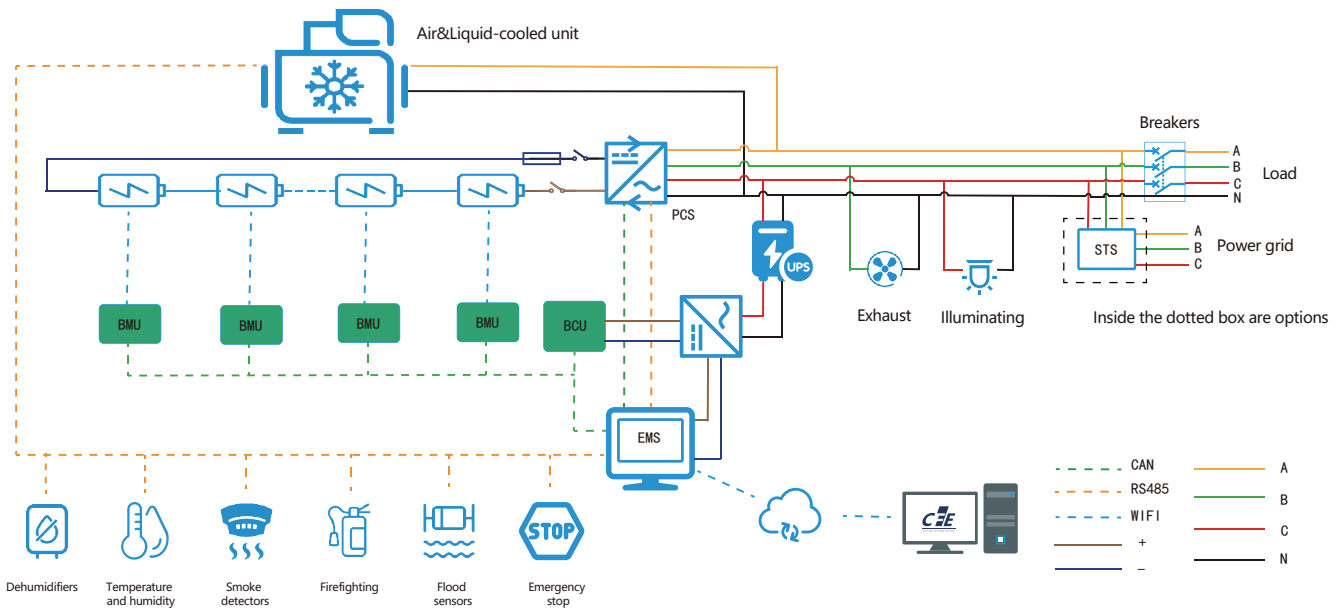 Air&Liquid-cooled unit
Breakers
A
B
C
N
Load
PCS
UPS
STS
A
B
C
Power grid
Exhaust
Illuminating
Inside the dotted box are options
BMU
BMU
BMU
BMU
BCU
EMS
CEE
CAN
RS485
WIFI
+
−
A
B
C
N
STOP
Dehumidifiers
Temperature
and humidity
Smoke
detectors
Firefighting
Flood
sensors
Emergency
stop